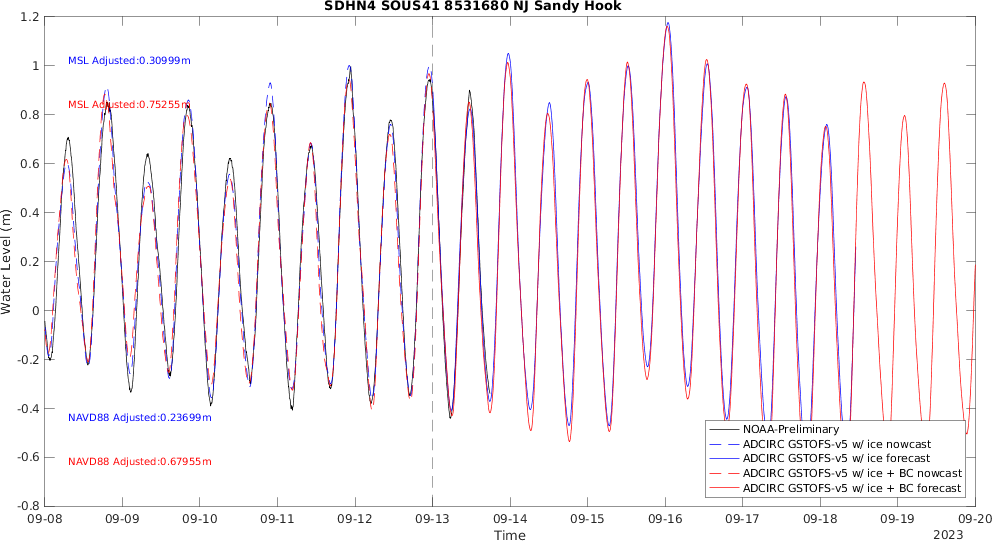 SDHN4 SOUS41 8531680 NJ Sandy Hook
Water Level (m)
1.2
1
0.8
0.6
0.4
0.2
0
-0.2
-0.4
-0.6
-0.8
MSL Adjusted:0.30999m
MSL Adjusted:0.75255m
NAVD88 Adjusted:0.23699m
NAVD88 Adjusted:0.67955m
NOAA-Preliminary
ADCIRC GSTOFS-v5 w/ ice nowcast
ADCIRC GSTOFS-v5 w/ ice forecast
ADCIRC GSTOFS-v5 w/ ice + BC nowcast
ADCIRC GSTOFS-v5 w/ ice + BC forecast
09-08 09-09 09-10 09-11 09-12 09-13 09-14 09-15 09-16 09-17 09-18 09-19 09-20
Time
2023